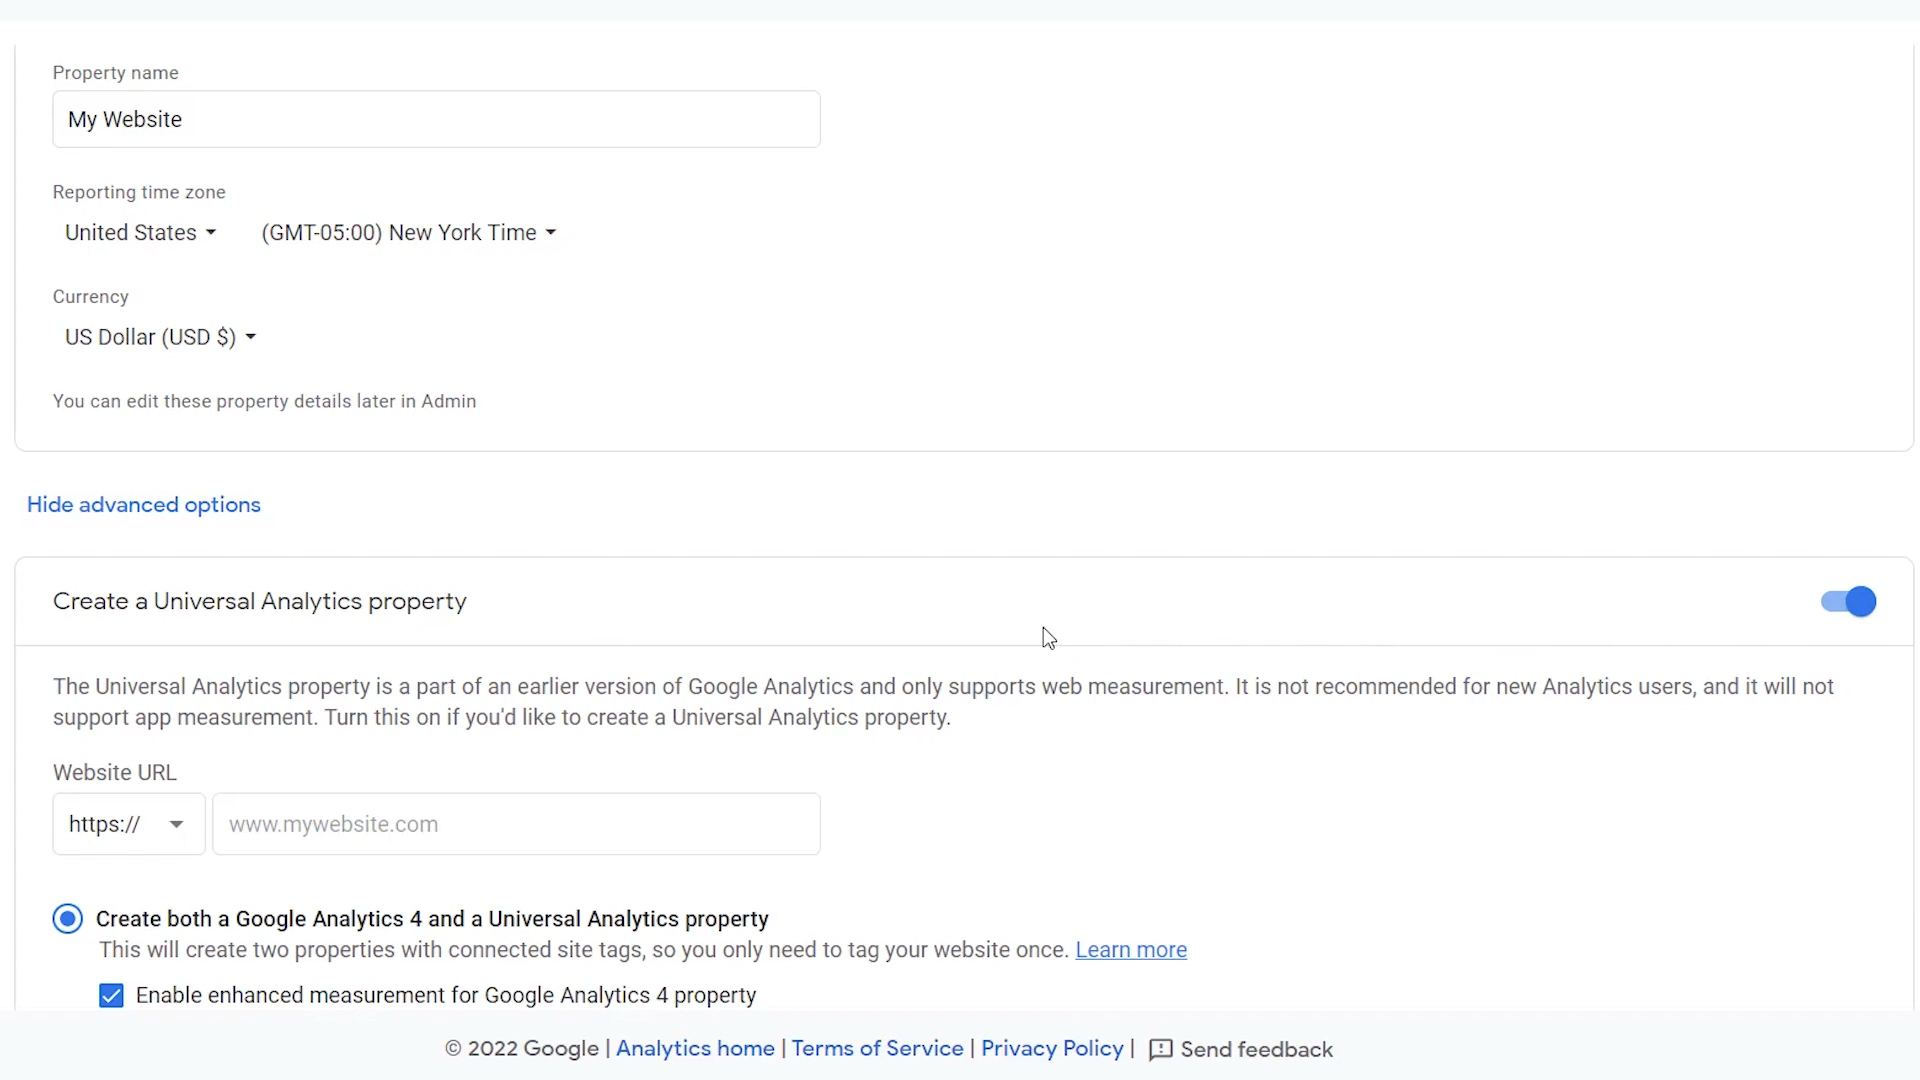 Property name
My Website
Reporting time zone
United States (GMT-05:00) New York Time
Currency
US Dollar (USD $)
You can edit these property details later in Admin
Hide advanced options
Create a Universal Analytics property
The Universal Analytics property is a part of an earlier version of Google Analytics and only supports web measurement. It is not recommended for new Analytics users, and it will not
support app measurement. Turn this on if you'd like to create a Universal Analytics property.
Website URL
https:// www.mywebsite.com
Create both a Google Analytics 4 and a Universal Analytics property
This will create two properties with connected site tags, so you only need to tag your website once. Learn more
Enable enhanced measurement for Google Analytics 4 property
© 2022 Google | Analytics home | Terms of Service | Privacy Policy | Send feedback